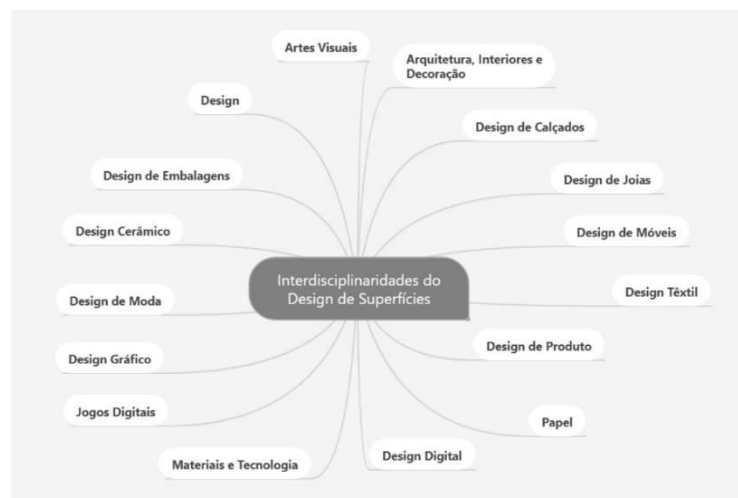 Artes Visuais
Arquitetura, Interiores e
Decoração
Design
Design de Calçados
Design de Embalagens
Design de Joias
Design Cerâmico
Design de Móveis
Interdisciplinaridades do
Design de Superfícies
Design de Moda
Design Têxtil
Design Gráfico
Design de Produto
Jogos Digitais
Papel
Materiais e Tecnologia
Design Digital